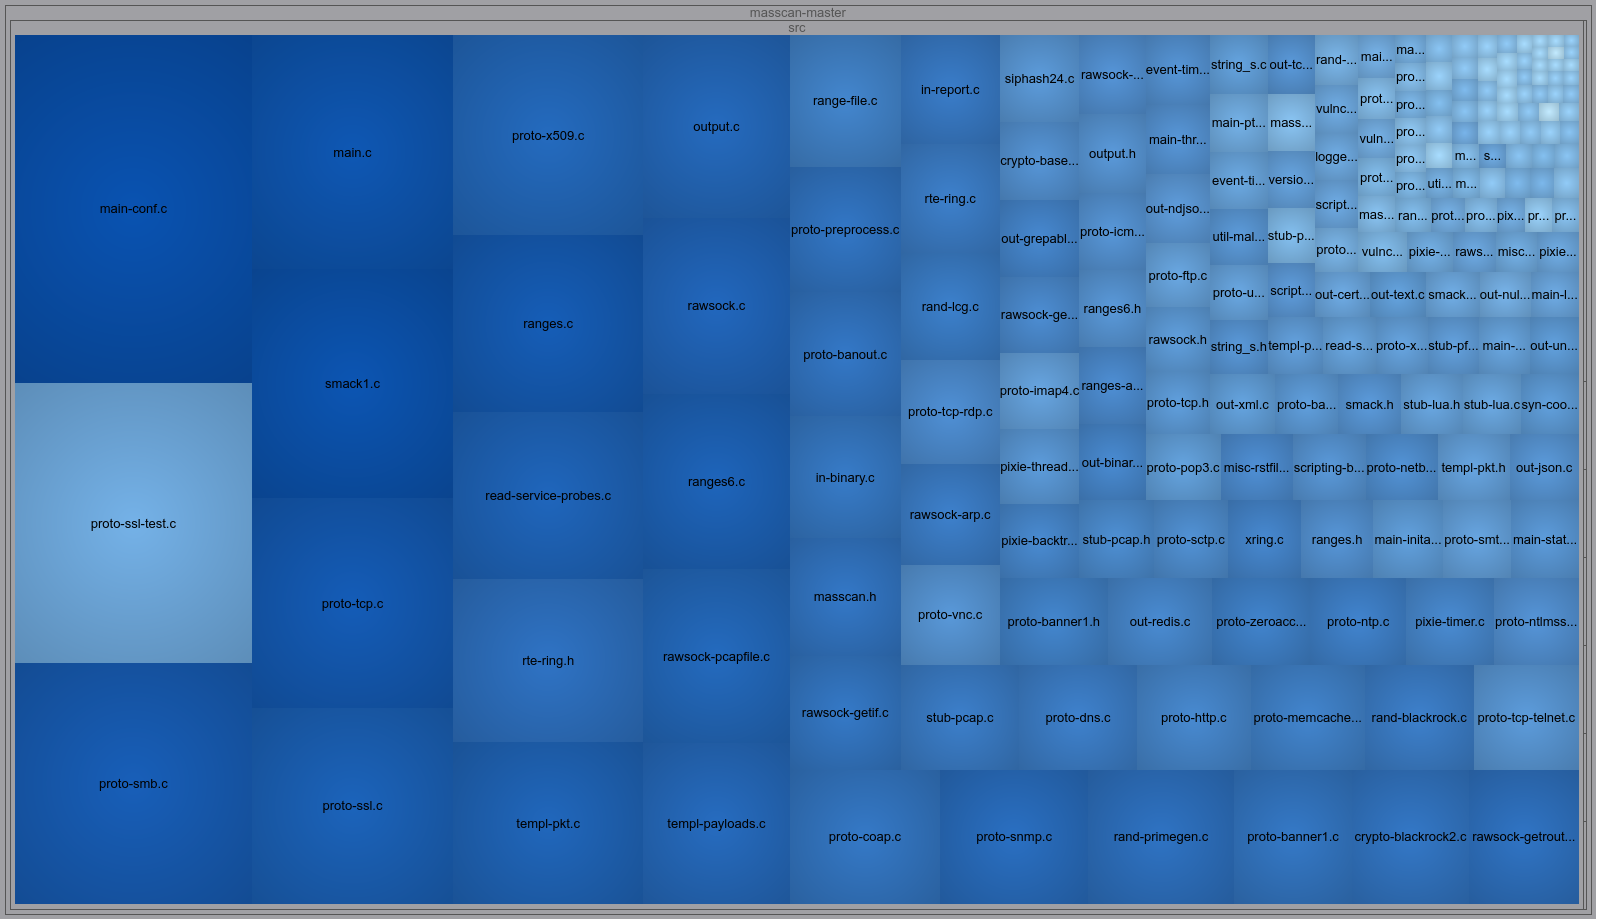 masscan-master
src
main-conf.c
proto-ssl-test.c
proto-smb.c
main.c
smack1.c
proto-tcp.c
proto-ssl.c
proto-x509.c
ranges.c
read-service-probes.c
rte-ring.h
templ-pkt.c
output.c
rawsock.c
ranges6.c
rawsock-pcapfile.c
templ-payloads.c
range-file.c
proto-preprocess.c
proto-banout.c
in-binary.c
masscan.h
rawsock-getif.c
in-report.c
rte-ring.c
rand-lcg.c
proto-tcp-rdp.c
rawsock-arp.c
proto-vnc.c
siphash24.c
crypto-base...
out-grepabl...
rawsock-ge...
proto-imap4.c
pixie-thread...
pixie-backtr...
rawsock-...
output.h
proto-icm...
ranges6.h
ranges-a...
out-binar...
stub-pcap.h
event-tim...
main-thr...
out-ndjso...
proto-ftp.c
rawsock.h
proto-tcp.h
string_s.c
main-pt...
event-ti...
util-mal...
proto-u...
string_s.h
out-tc...
mass...
versio...
stub-p...
script...
rand-...
vulnc...
logge...
script...
proto...
mai...
prot...
vuln...
prot...
mas...
ma...
pro...
pro...
pro...
pro...
pro...
m...
s...
uti...
m...
ran...
prot...
pro...
pix...
pr...
pr...
vulnc...
pixie-...
raws...
misc...
pixie...
out-cert...
out-text.c
smack...
out-nul...
main-l...
templ-p...
read-s...
proto-x...
stub-pf...
main-...
out-un...
out-xml.c
proto-ba...
smack.h
stub-lua.h
stub-lua.c
syn-coo...
proto-pop3.c
misc-rstfil...
scripting-b...
proto-netb...
templ-pkt.h
out-json.c
proto-sctp.c
xring.c
ranges.h
main-inita...
proto-smt...
main-stat...
proto-banner1.h
out-redis.c
proto-zeroacc...
proto-ntp.c
pixie-timer.c
proto-ntlmss...
stub-pcap.c
proto-dns.c
proto-http.c
proto-memcache...
rand-blackrock.c
proto-tcp-telnet.c
proto-coap.c
proto-snmp.c
rand-primegen.c
proto-banner1.c
crypto-blackrock2.c
rawsock-getrout...